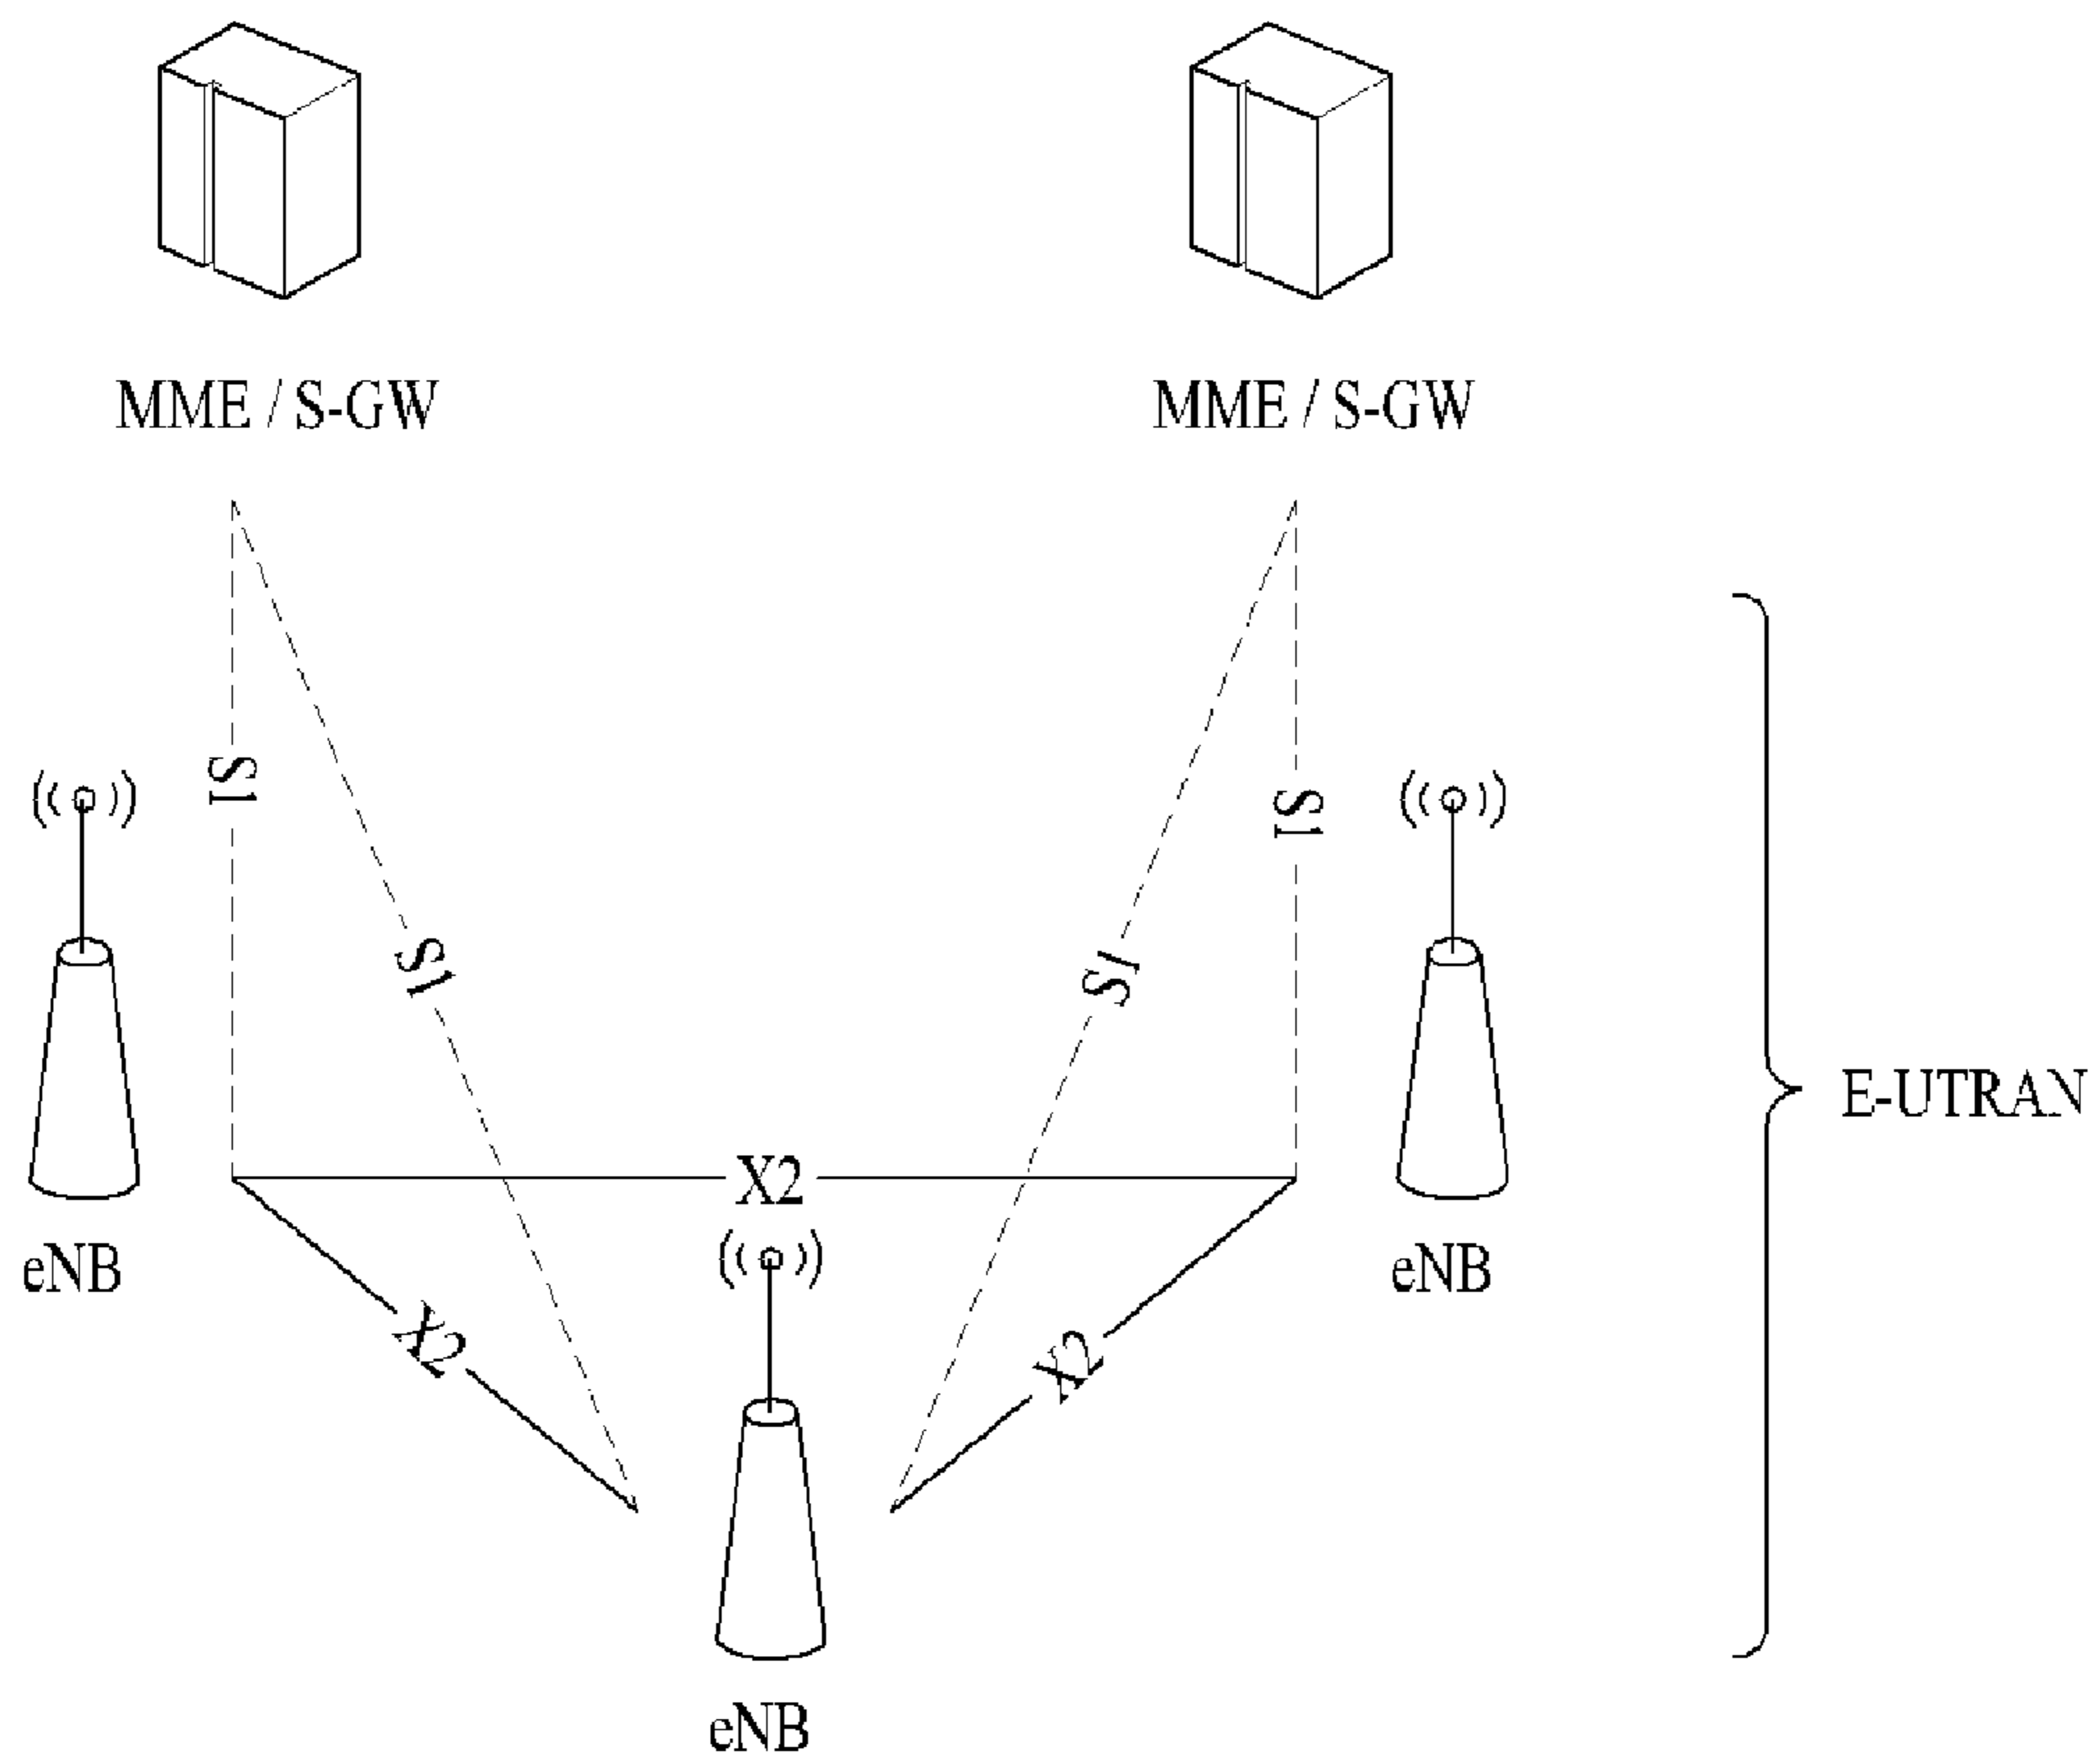 MME / S-GW
MME / S-GW
S1
S1
S1
S1
E-UTRAN
X2
eNB
eNB
X2
X2
eNB